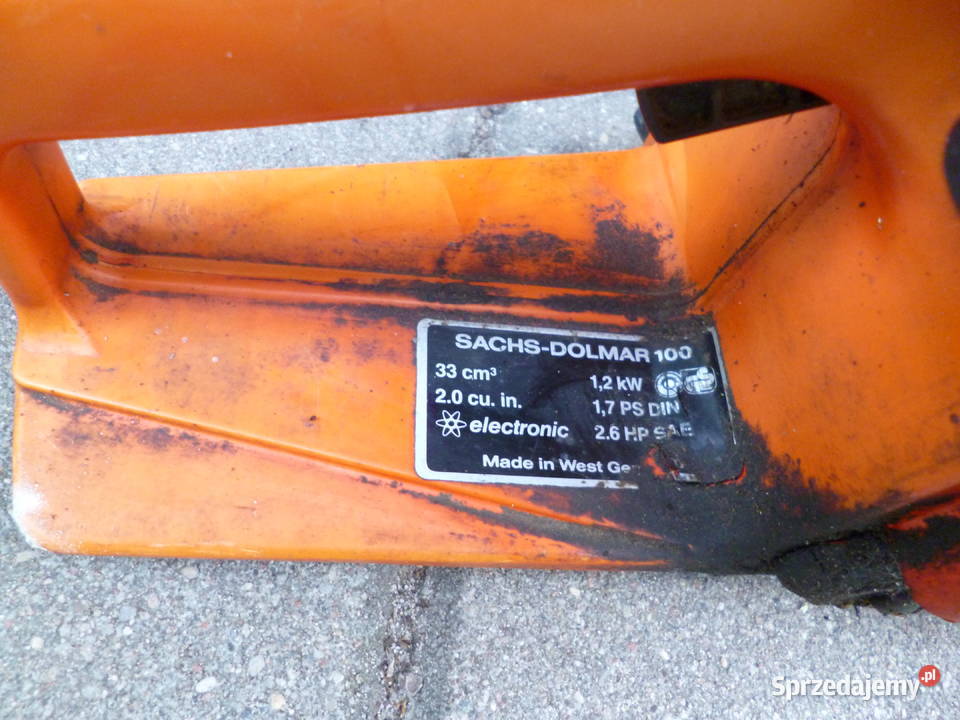 SACHS-DOLMAR 100
33 cm³
1,2 kW
2.0 cu. in.
1,7 PS DIN
electronic
2.6 HP SAE
Made in West
Sprzedajemy.pl